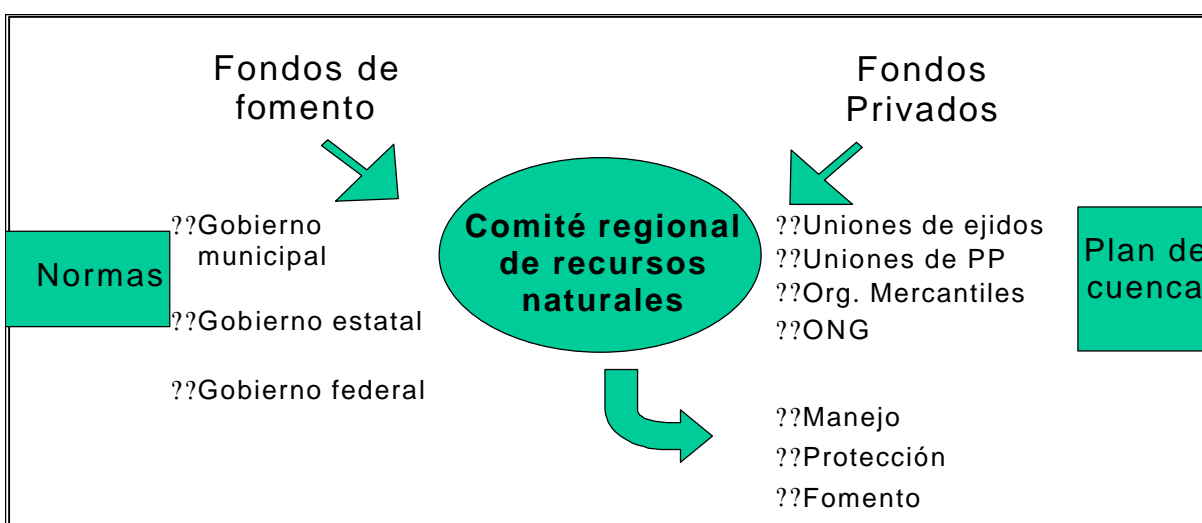 Fondos de
fomento
Fondos
Privados
Normas
??Gobierno
municipal
??Gobierno estatal
??Gobierno federal
Comité regional
de recursos
naturales
??Uniones de ejidos
??Uniones de PP
??Org. Mercantiles
??ONG
Plan de
cuenca
??Manejo
??Protección
??Fomento